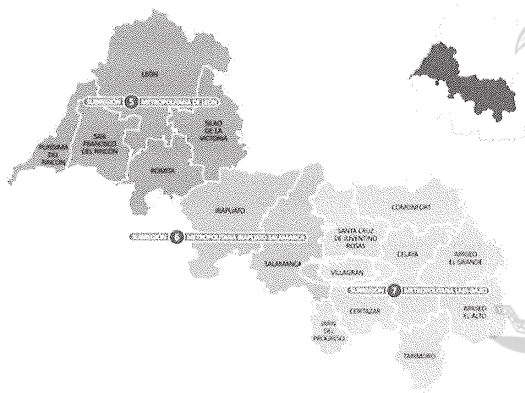 LEÓN
SUBREGIÓN 5 METROPOLITANA DE LEÓN
SILAO
DE LA
VICTORIA
SAN
FRANCISCO
DEL RINCÓN
PURÍSIMA
DEL
RINCÓN
ROMITA
IRAPUATO
COMONFORT
SUBREGIÓN 6 METROPOLITANA IRAPUATO-SALAMANCA
SANTA CRUZ
DE JUVENTINO
ROSAS
SALAMANCA
CELAYA
APASEO
EL GRANDE
VILLAGRÁN
SUBREGIÓN 7 METROPOLITANA LAJA-BAJÍO
CORTAZAR
APASEO
EL ALTO
JARAL
DEL
PROGRESO
TARIMORO